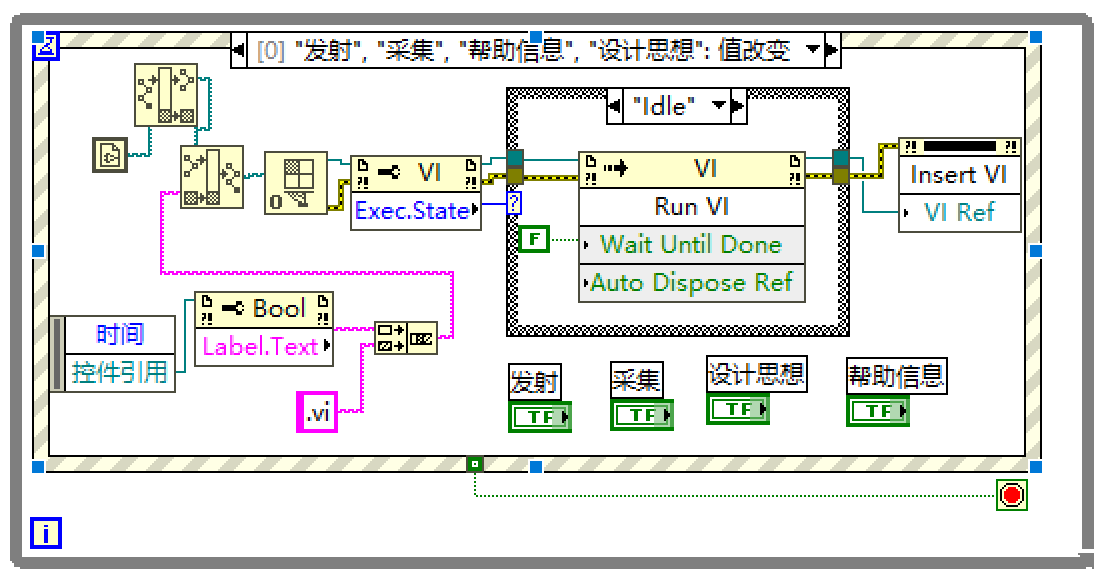 [0] "发射", "采集", "帮助信息", "设计思想": 值改变
"Idle"
VI
Exec.State
?
0
VI
Run VI
Wait Until Done
Auto Dispose Ref
F
Insert VI
VI Ref
时间
控件引用
Bool
Label.Text
.vi
发射
TF
采集
TF
设计思想
TF
帮助信息
TF
i